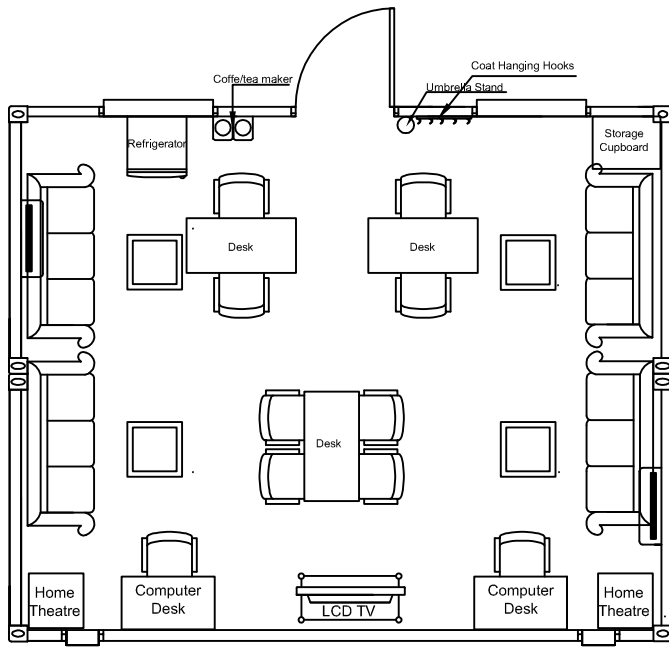 Coat Hanging Hooks
Coffe/tea maker
Umbrella Stand
Refrigerator
Storage
Cupboard
Desk
Desk
Desk
Home
Theatre
Computer
Desk
LCD TV
Computer
Desk
Home
Theatre